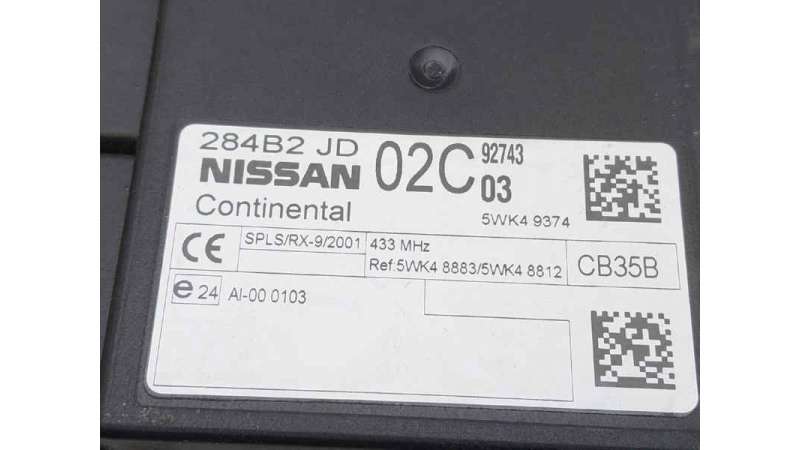 284B2 JD 02C 92743
NISSAN 03
Continental 5WK4 9374
CE SPLS/RX-9/2001 433 MHz
Ref:5WK4 8883/5WK4 8812 CB35B
e 24 AI-00 0103